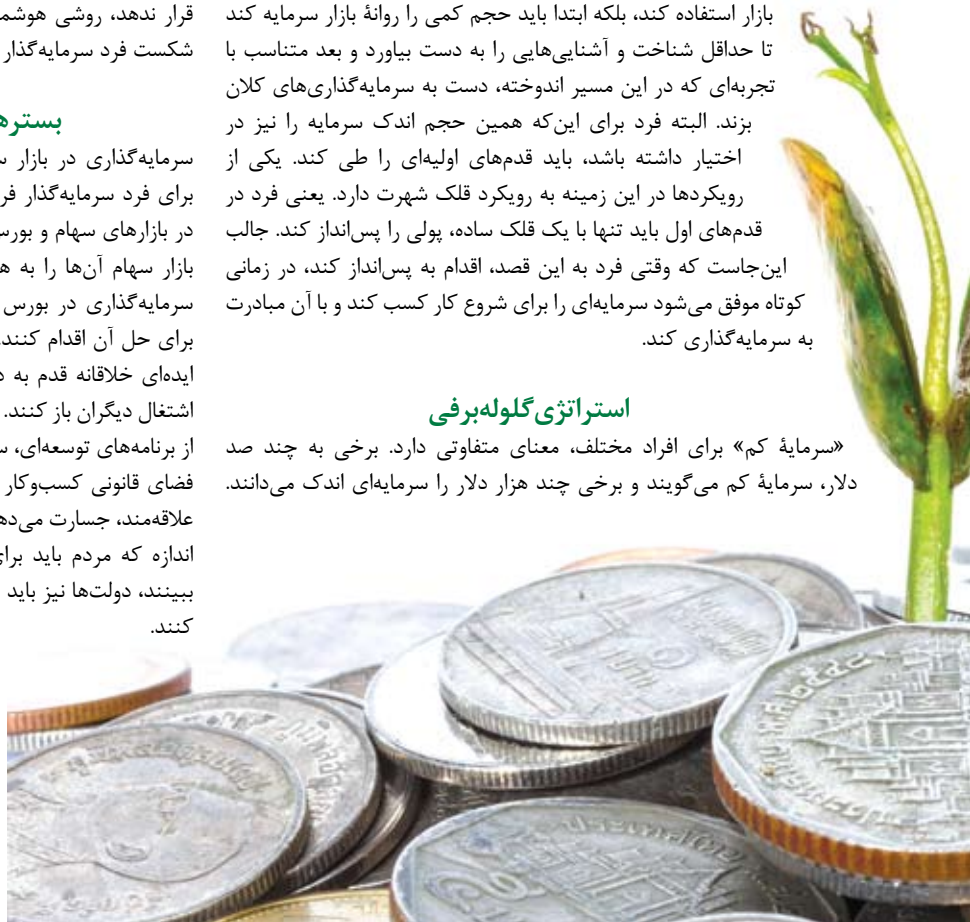 بازار استفاده کند، بلکه ابتدا باید حجم کمی را روانۀ بازار سرمایه کند
تا حداقل شناخت و آشنایی‌هایی را به دست بیاورد و بعد متناسب با
تجربه‌ای که در این مسیر اندوخته، دست به سرمایه‌گذاری‌های کلان
بزند. البته فرد برای این‌که همین حجم اندک سرمایه را نیز در
اختیار داشته باشد، باید قدم‌های اولیه‌ای را طی کند. یکی از
رویکردها در این زمینه به رویکرد قلک شهرت دارد. یعنی فرد در
قدم‌های اول باید تنها با یک قلک ساده، پولی را پس‌انداز کند. جالب
این‌جاست که وقتی فرد به این قصد، اقدام به پس‌انداز کند، در زمانی
کوتاه موفق می‌شود سرمایه‌ای را برای شروع کار کسب کند و با آن مبادرت
به سرمایه‌گذاری کند.
استراتژی گلوله‌برفی
«سرمایۀ کم» برای افراد مختلف، معنای متفاوتی دارد. برخی به چند صد
دلار، سرمایۀ کم می‌گویند و برخی چند هزار دلار را سرمایه‌ای اندک می‌دانند.
قرار ندهد، روشی
شکست فرد سرمایه‌گذار
سرمایه‌گذاری در بازار
برای فرد سرمایه‌گذار
در بازارهای سهام و
بازار سهام آن‌ها را به
سرمایه‌گذاری در بورس
برای حل آن اقدام کنند.
ایده‌ای خلاقانه قدم به
اشتغال دیگران باز کنند.
از برنامه‌های توسعه‌ای،
فضای قانونی کسب‌وکار
علاقه‌مند، جسارت
اندازه که مردم باید
ببینند، دولت‌ها نیز باید
کنند.